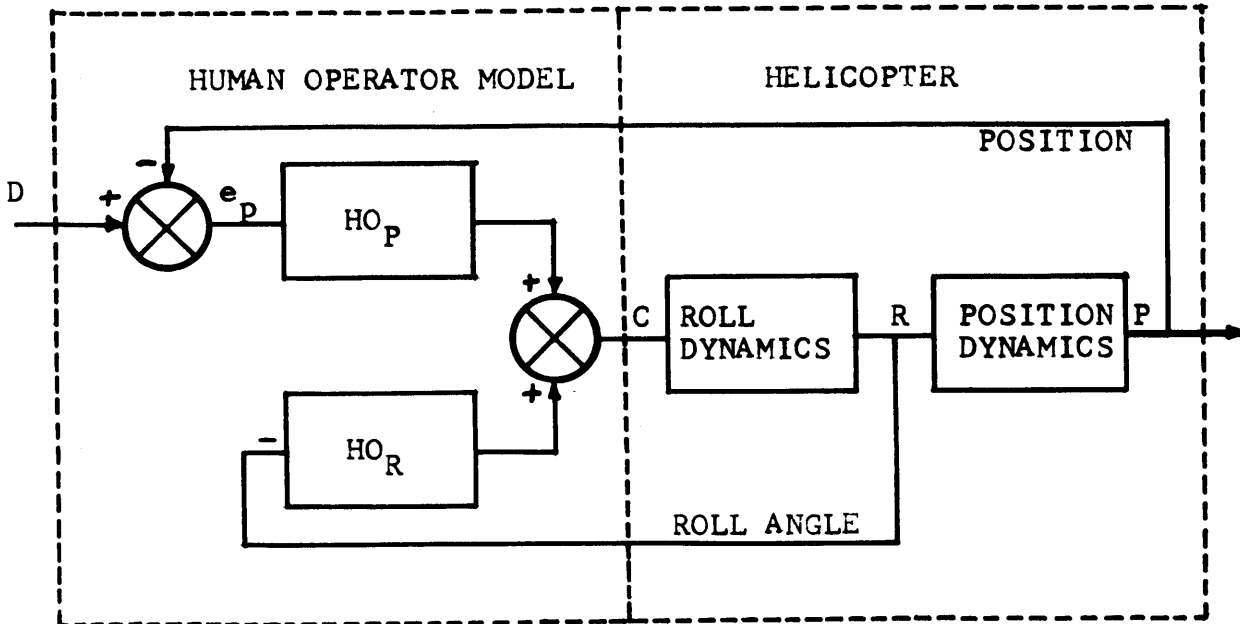 HUMAN OPERATOR MODEL
HELICOPTER
POSITION
D
+
-
e_p
HO_P
+
+
C
ROLL
DYNAMICS
R
POSITION
DYNAMICS
P
-
HO_R
ROLL ANGLE